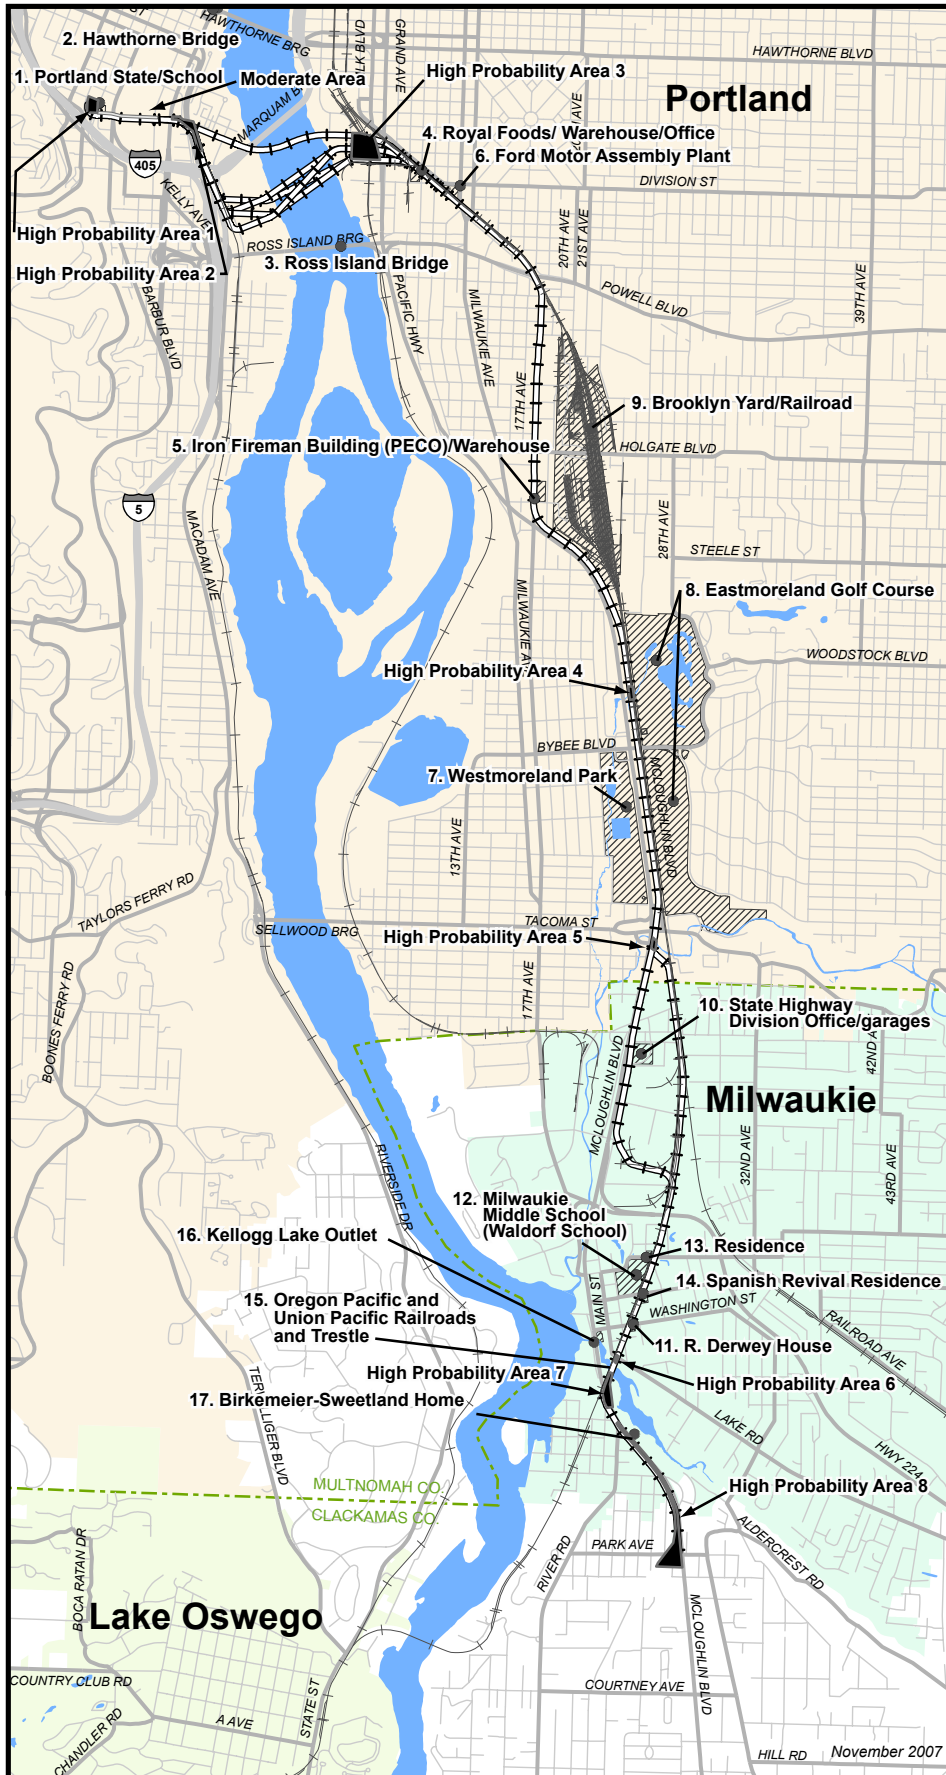 HAWTHORNE BRG
2. Hawthorne Bridge
GRAND AVE
HAWTHORNE BLVD
1. Portland State/School
Moderate Area
High Probability Area 3
Portland
4. Royal Foods/ Warehouse/Office
6. Ford Motor Assembly Plant
405
KELLY AVE
DIVISION ST
High Probability Area 1
ROSS ISLAND BRG
3. Ross Island Bridge
High Probability Area 2
20TH AVE
21ST AVE
BARBUR BLVD
PACIFIC HWY
MILWAUKIE AVE
POWELL BLVD
39TH AVE
17TH AVE
9. Brooklyn Yard/Railroad
5. Iron Fireman Building (PECO)/Warehouse
HOLGATE BLVD
5
MACADAM AVE
28TH AVE
STEELE ST
8. Eastmoreland Golf Course
WOODSTOCK BLVD
High Probability Area 4
BYBEE BLVD
7. Westmoreland Park
MCLOUGHLIN BLVD
13TH AVE
TAYLORS FERRY RD
SELLWOOD BRG
TACOMA ST
High Probability Area 5
BOONES FERRY RD
17TH AVE
10. State Highway
Division Office/garages
MCLOUGHLIN BLVD
Milwaukie
32ND AVE
43RD AVE
RIVERSIDE DR
12. Milwaukie
Middle School
(Waldorf School)
16. Kellogg Lake Outlet
13. Residence
14. Spanish Revival Residence
MAIN ST
WASHINGTON ST
15. Oregon Pacific and
Union Pacific Railroads
and Trestle
11. R. Derwey House
RAILROAD AVE
High Probability Area 7
High Probability Area 6
17. Birkemeier-Sweetland Home
LAKE RD
HWY 224
MULTNOMAH CO.
CLACKAMAS CO.
High Probability Area 8
PARK AVE
RIVER RD
ALDERCREST RD
BOCA RATAN DR
Lake Oswego
MCLOUGHLIN BLVD
COUNTRY CLUB RD
COURTNEY AVE
A AVE
STATE ST
CHANDLER RD
HILL RD
November 2007